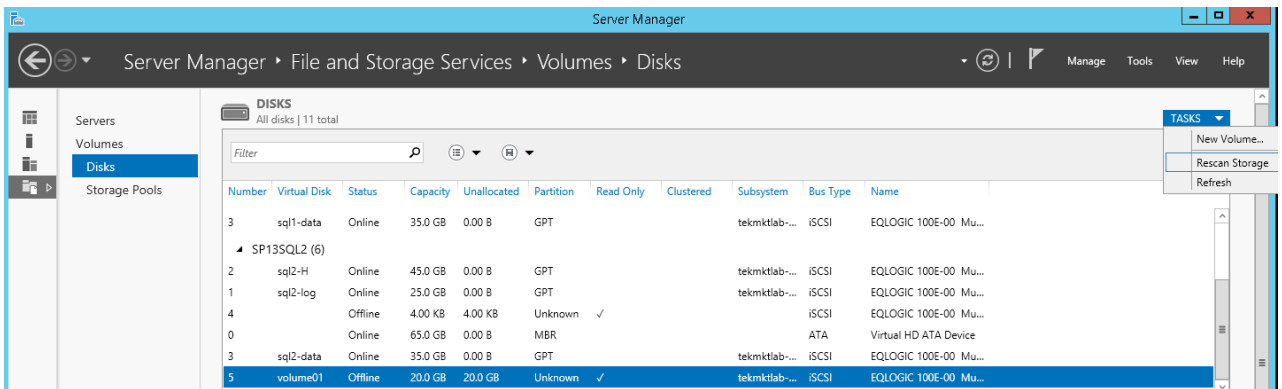 Server Manager
Server Manager ‣ File and Storage Services ‣ Volumes ‣ Disks
Manage Tools View Help
Servers
Volumes
Disks
Storage Pools
DISKS
All disks | 11 total
TASKS
New Volume...
Rescan Storage
Refresh
Filter
Number Virtual Disk Status Capacity Unallocated Partition Read Only Clustered Subsystem Bus Type Name
3 sql1-data Online 35.0 GB 0.00 B GPT tekmktlab-... iSCSI EQLOGIC 100E-00 Mu...
SP13SQL2 (6)
2 sql2-H Online 45.0 GB 0.00 B GPT tekmktlab-... iSCSI EQLOGIC 100E-00 Mu...
1 sql2-log Online 25.0 GB 0.00 B GPT tekmktlab-... iSCSI EQLOGIC 100E-00 Mu...
4 Offline 4.00 KB 4.00 KB Unknown ✓ iSCSI EQLOGIC 100E-00 Mu...
0 Online 65.0 GB 0.00 B MBR ATA Virtual HD ATA Device
3 sql2-data Online 35.0 GB 0.00 B GPT tekmktlab-... iSCSI EQLOGIC 100E-00 Mu...
5 volume01 Offline 20.0 GB 20.0 GB Unknown ✓ tekmktlab-... iSCSI EQLOGIC 100E-00 Mu...